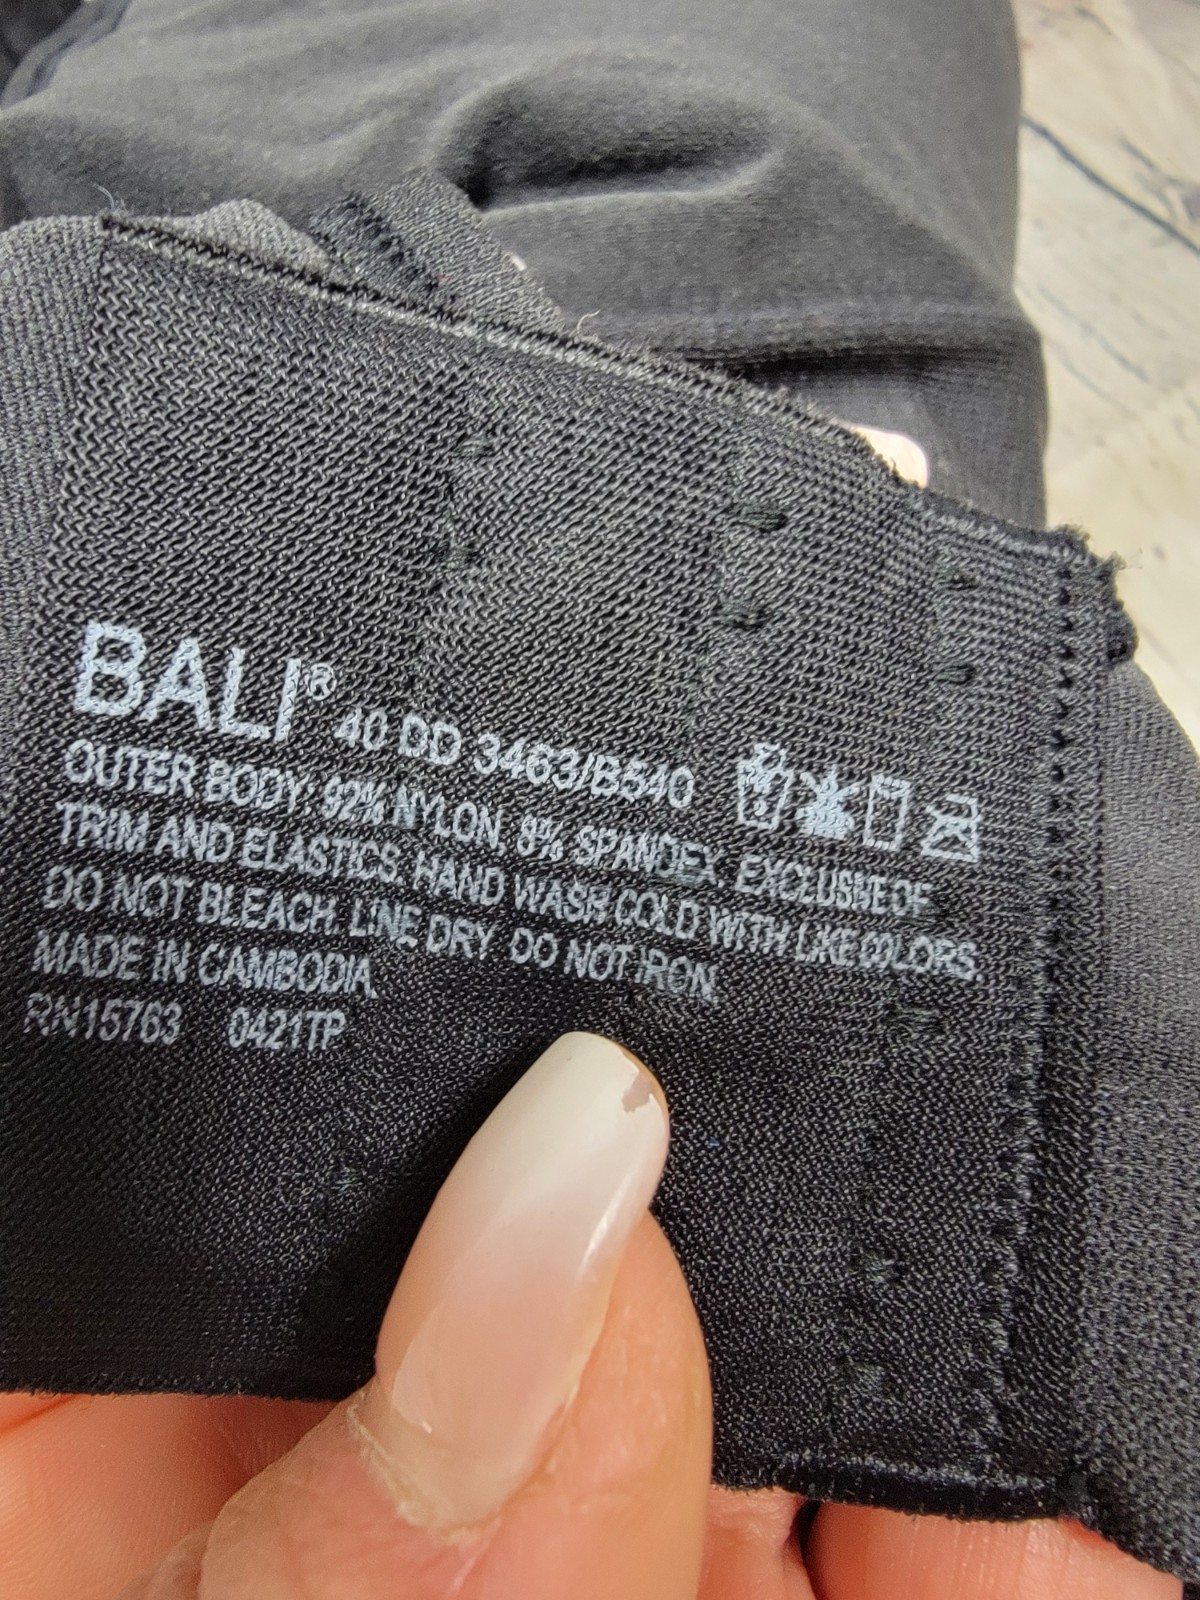 BALI® 40 DD 3463/B540
OUTER BODY: 92% NYLON, 8% SPANDEX. EXCLUSIVE OF
TRIM AND ELASTICS. HAND WASH COLD WITH LIKE COLORS.
DO NOT BLEACH. LINE DRY. DO NOT IRON.
MADE IN CAMBODIA
RN15763 0421TP